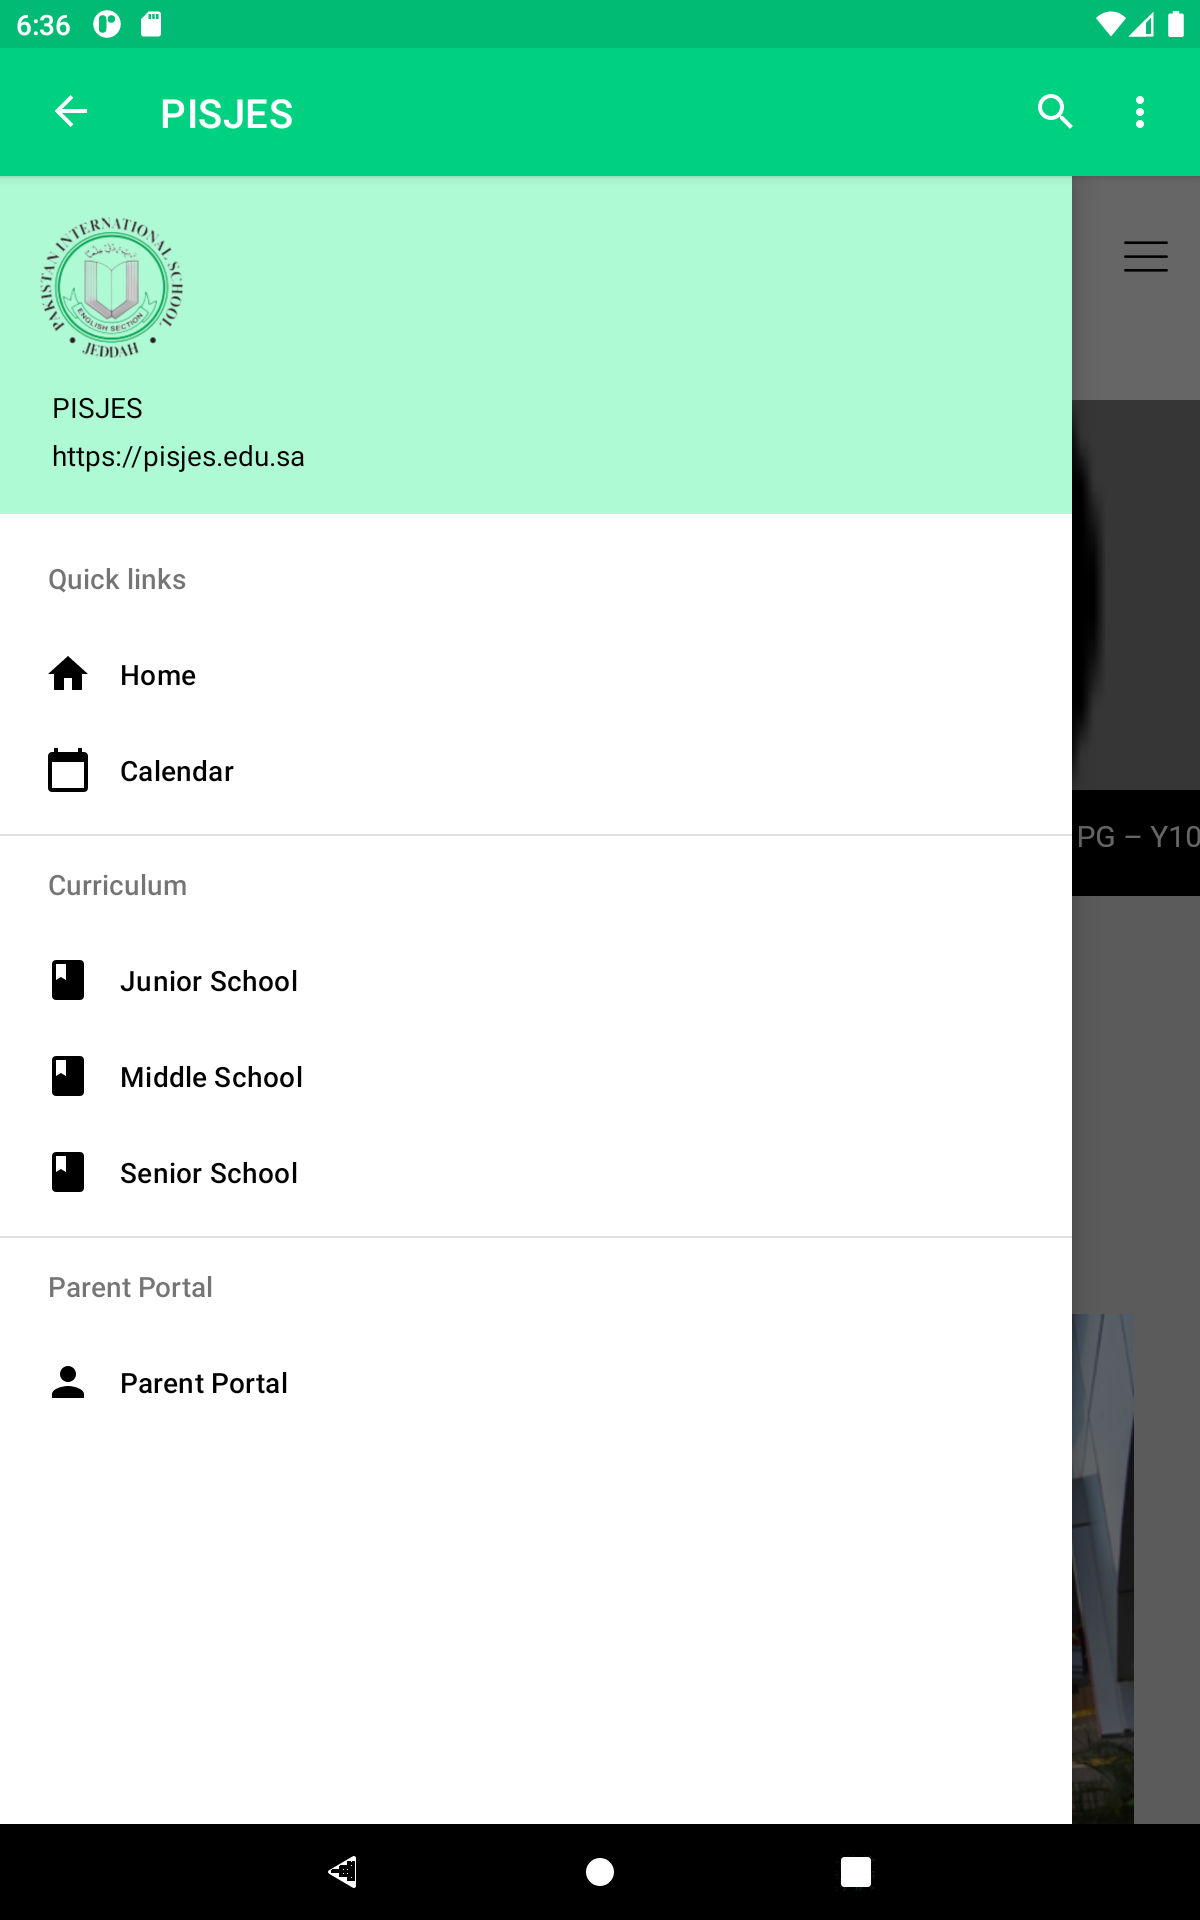 6:36
PISJES
PAKISTAN INTERNATIONAL SCHOOL,
ENGLISH SECTION
JEDDAH
PISJES
https://pisjes.edu.sa
Quick links
Home
Calendar
PG – Y10
Curriculum
Junior School
Middle School
Senior School
Parent Portal
Parent Portal